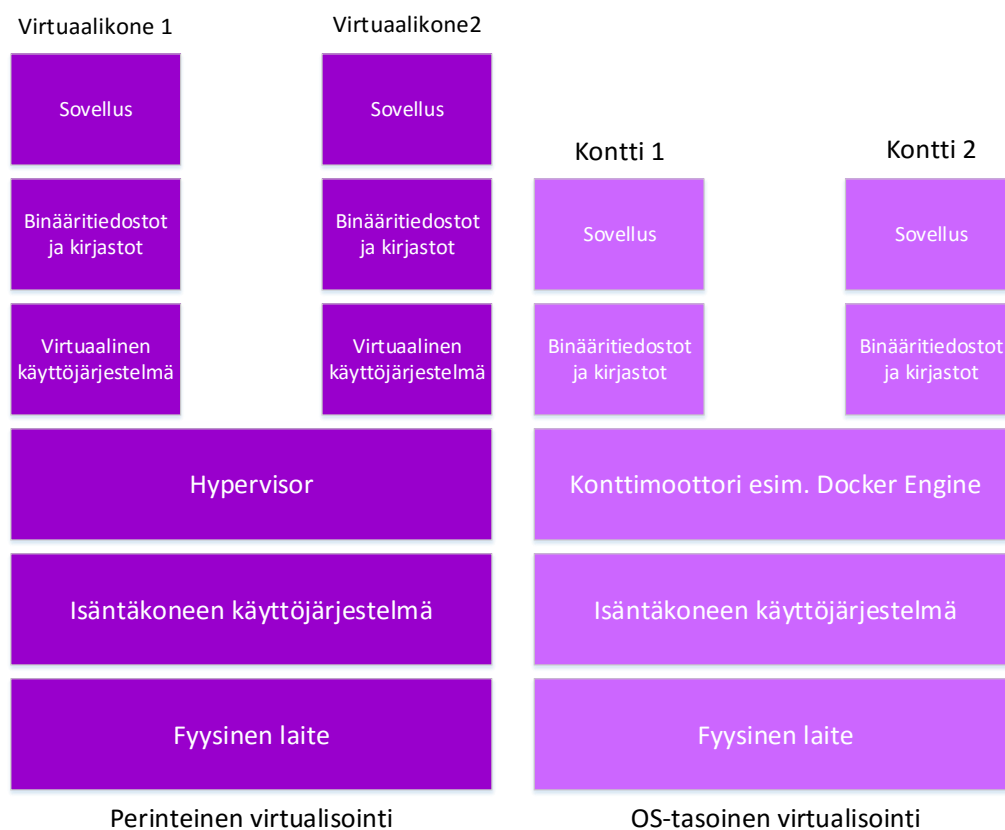 Virtuaalikone 1
Virtuaalikone2
Sovellus
Sovellus
Kontti 1
Kontti 2
Binääritiedostot
ja kirjastot
Binääritiedostot
ja kirjastot
Sovellus
Sovellus
Virtuaalinen
käyttöjärjestelmä
Virtuaalinen
käyttöjärjestelmä
Binääritiedostot
ja kirjastot
Binääritiedostot
ja kirjastot
Hypervisor
Konttimoottori esim. Docker Engine
Isäntäkoneen käyttöjärjestelmä
Isäntäkoneen käyttöjärjestelmä
Fyysinen laite
Fyysinen laite
Perinteinen virtualisointi
OS-tasoinen virtualisointi